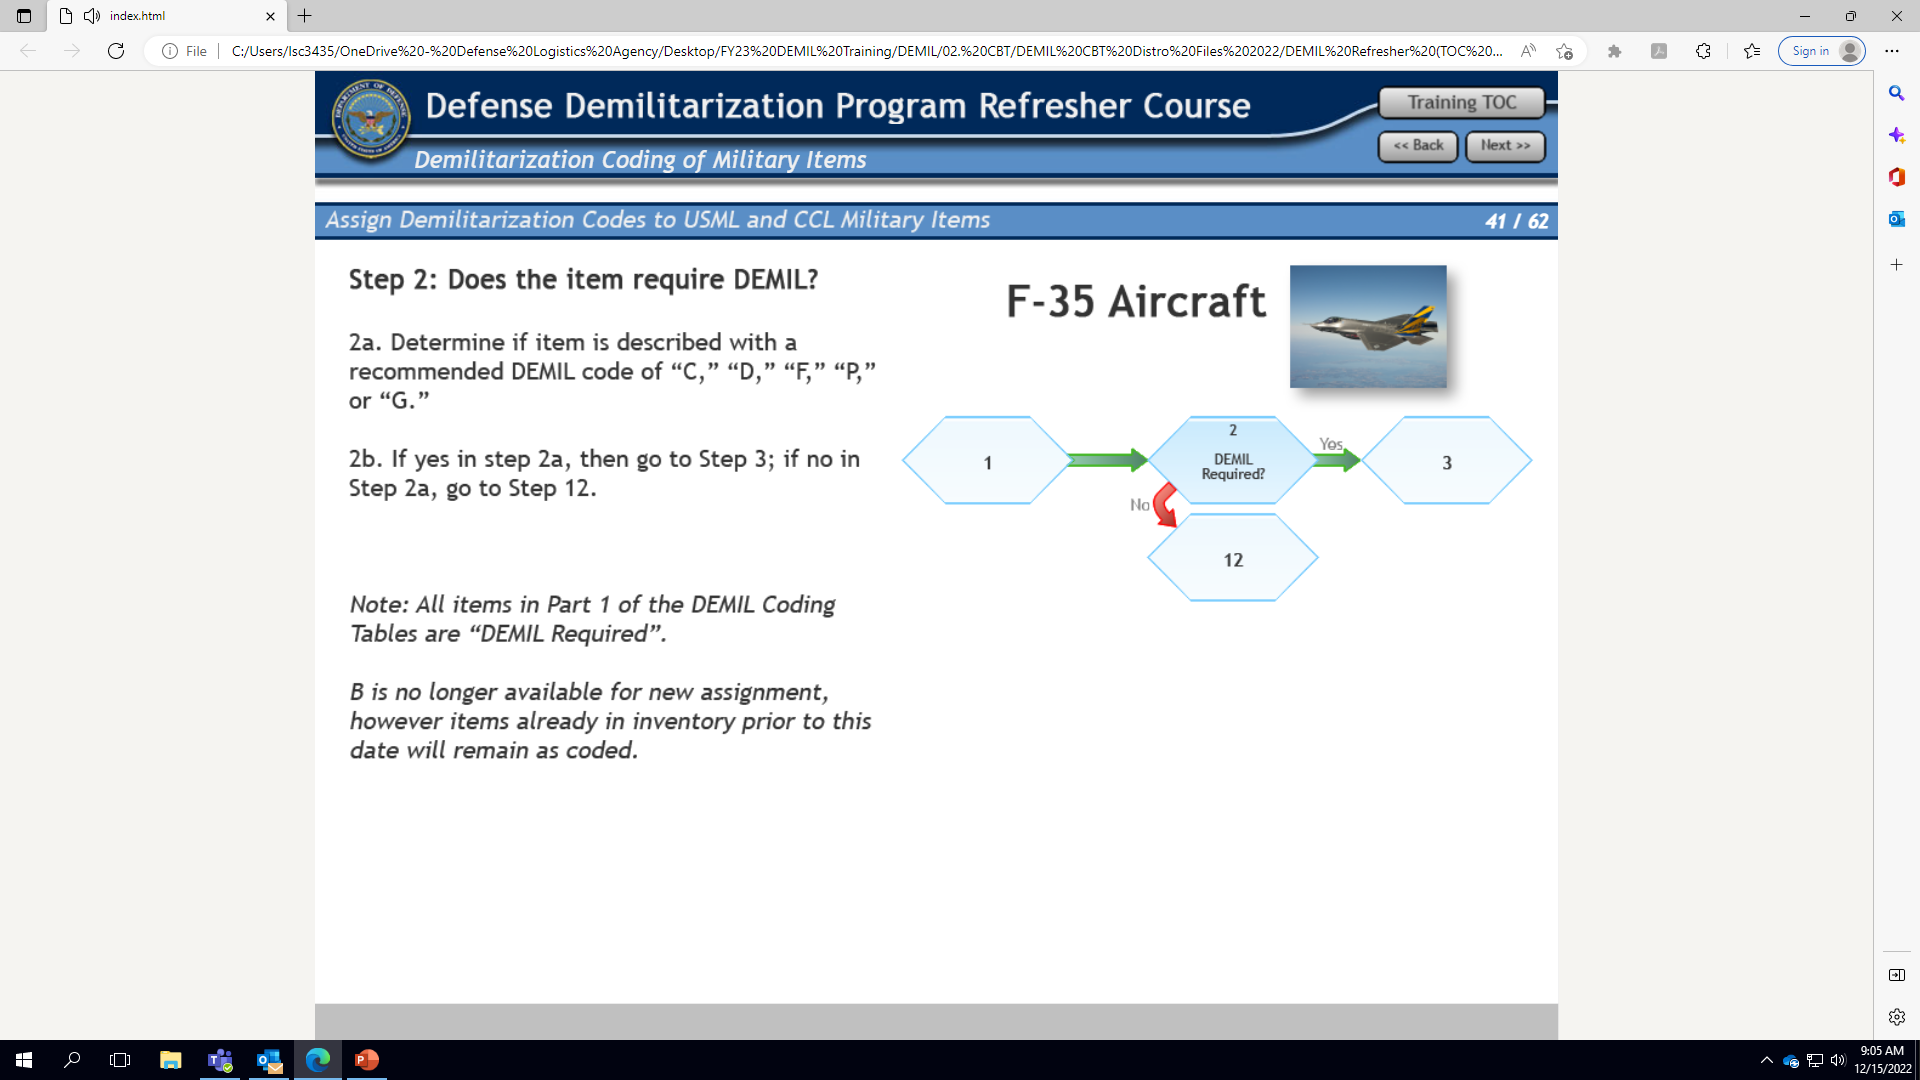 index.html
File
C:/Users/lsc3435/OneDrive%20-%20Defense%20Logistics%20Agency/Desktop/FY23%20DEMIL%20Training/DEMIL/02.%20CBT/DEMIL%20CBT%20Distro%20Files%202022/DEMIL%20Refresher%20(TOC%20...
Sign in
Defense Demilitarization Program Refresher Course
Training TOC
<< Back
Next >>
Demilitarization Coding of Military Items
Assign Demilitarization Codes to USML and CCL Military Items
41 / 62
Step 2: Does the item require DEMIL?
F-35 Aircraft
2a. Determine if item is described with a
recommended DEMIL code of “C,” “D,” “F,” “P,”
or “G.”
2b. If yes in step 2a, then go to Step 3; if no in
Step 2a, go to Step 12.
1
2
DEMIL
Required?
Yes
3
No
12
Note: All items in Part 1 of the DEMIL Coding
Tables are “DEMIL Required”.
B is no longer available for new assignment,
however items already in inventory prior to this
date will remain as coded.
9:05 AM
12/15/2022